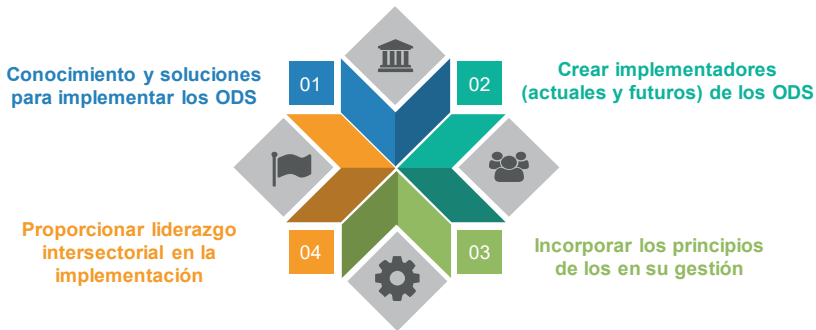 01
Conocimiento y soluciones
para implementar los ODS
02
Crear implementadores
(actuales y futuros) de los ODS
03
Incorporar los principios
de los en su gestión
04
Proporcionar liderazgo
intersectorial en la
implementación